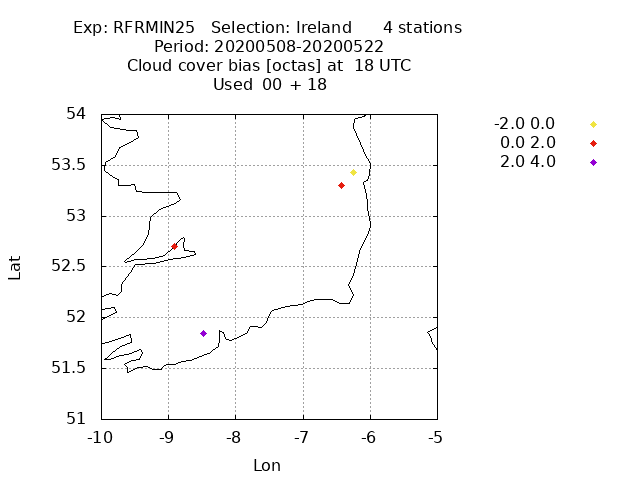 Exp: RFRMIN25 Selection: Ireland 4 stations
Period: 20200508-20200522
Cloud cover bias [octas] at 18 UTC
Used 00 + 18
-2.0 0.0
0.0 2.0
2.0 4.0
54
53.5
53
52.5
52
51.5
51
Lat
-10 -9 -8 -7 -6 -5
Lon